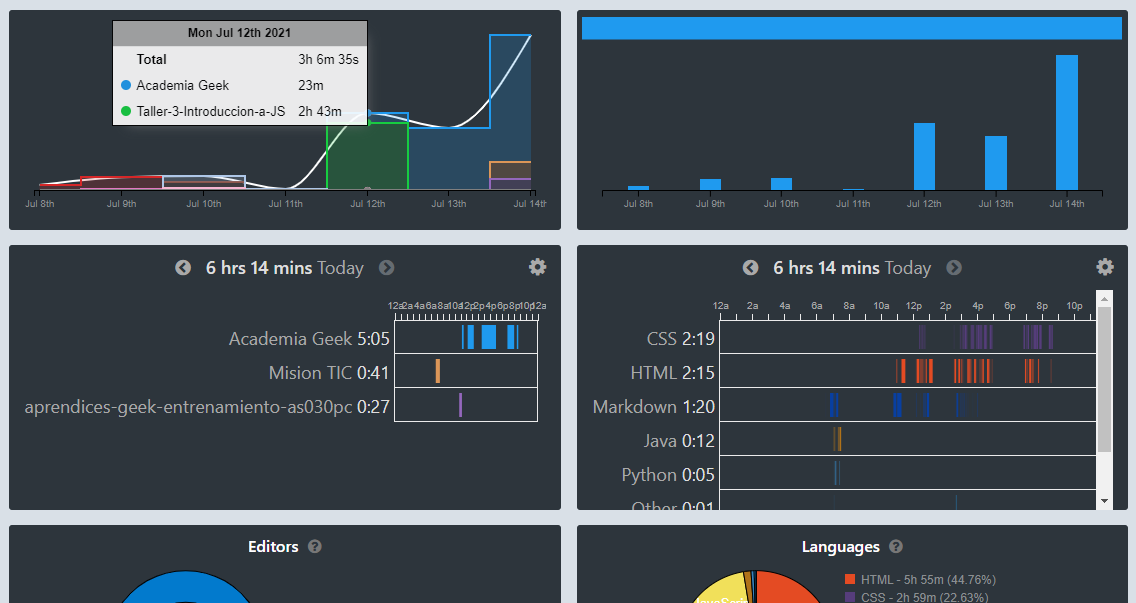 Mon Jul 12th 2021
Total 3h 6m 35s
Academia Geek 23m
Taller-3-Introduccion-a-JS 2h 43m
Jul 8th Jul 9th Jul 10th Jul 11th Jul 12th Jul 13th Jul 14th
Jul 8th Jul 9th Jul 10th Jul 11th Jul 12th Jul 13th Jul 14th
6 hrs 14 mins Today
12a 2a 4a 6a 8a 10a 12p 2p 4p 6p 8p 10p 12a
Academia Geek 5:05
Mision TIC 0:41
aprendices-geek-entrenamiento-as030pc 0:27
6 hrs 14 mins Today
12a 2a 4a 6a 8a 10a 12p 2p 4p 6p 8p 10p
CSS 2:19
HTML 2:15
Markdown 1:20
Java 0:12
Python 0:05
Other 0:01
Editors ?
Languages ?
HTML - 5h 55m (44.76%)
CSS - 2h 59m (22.63%)